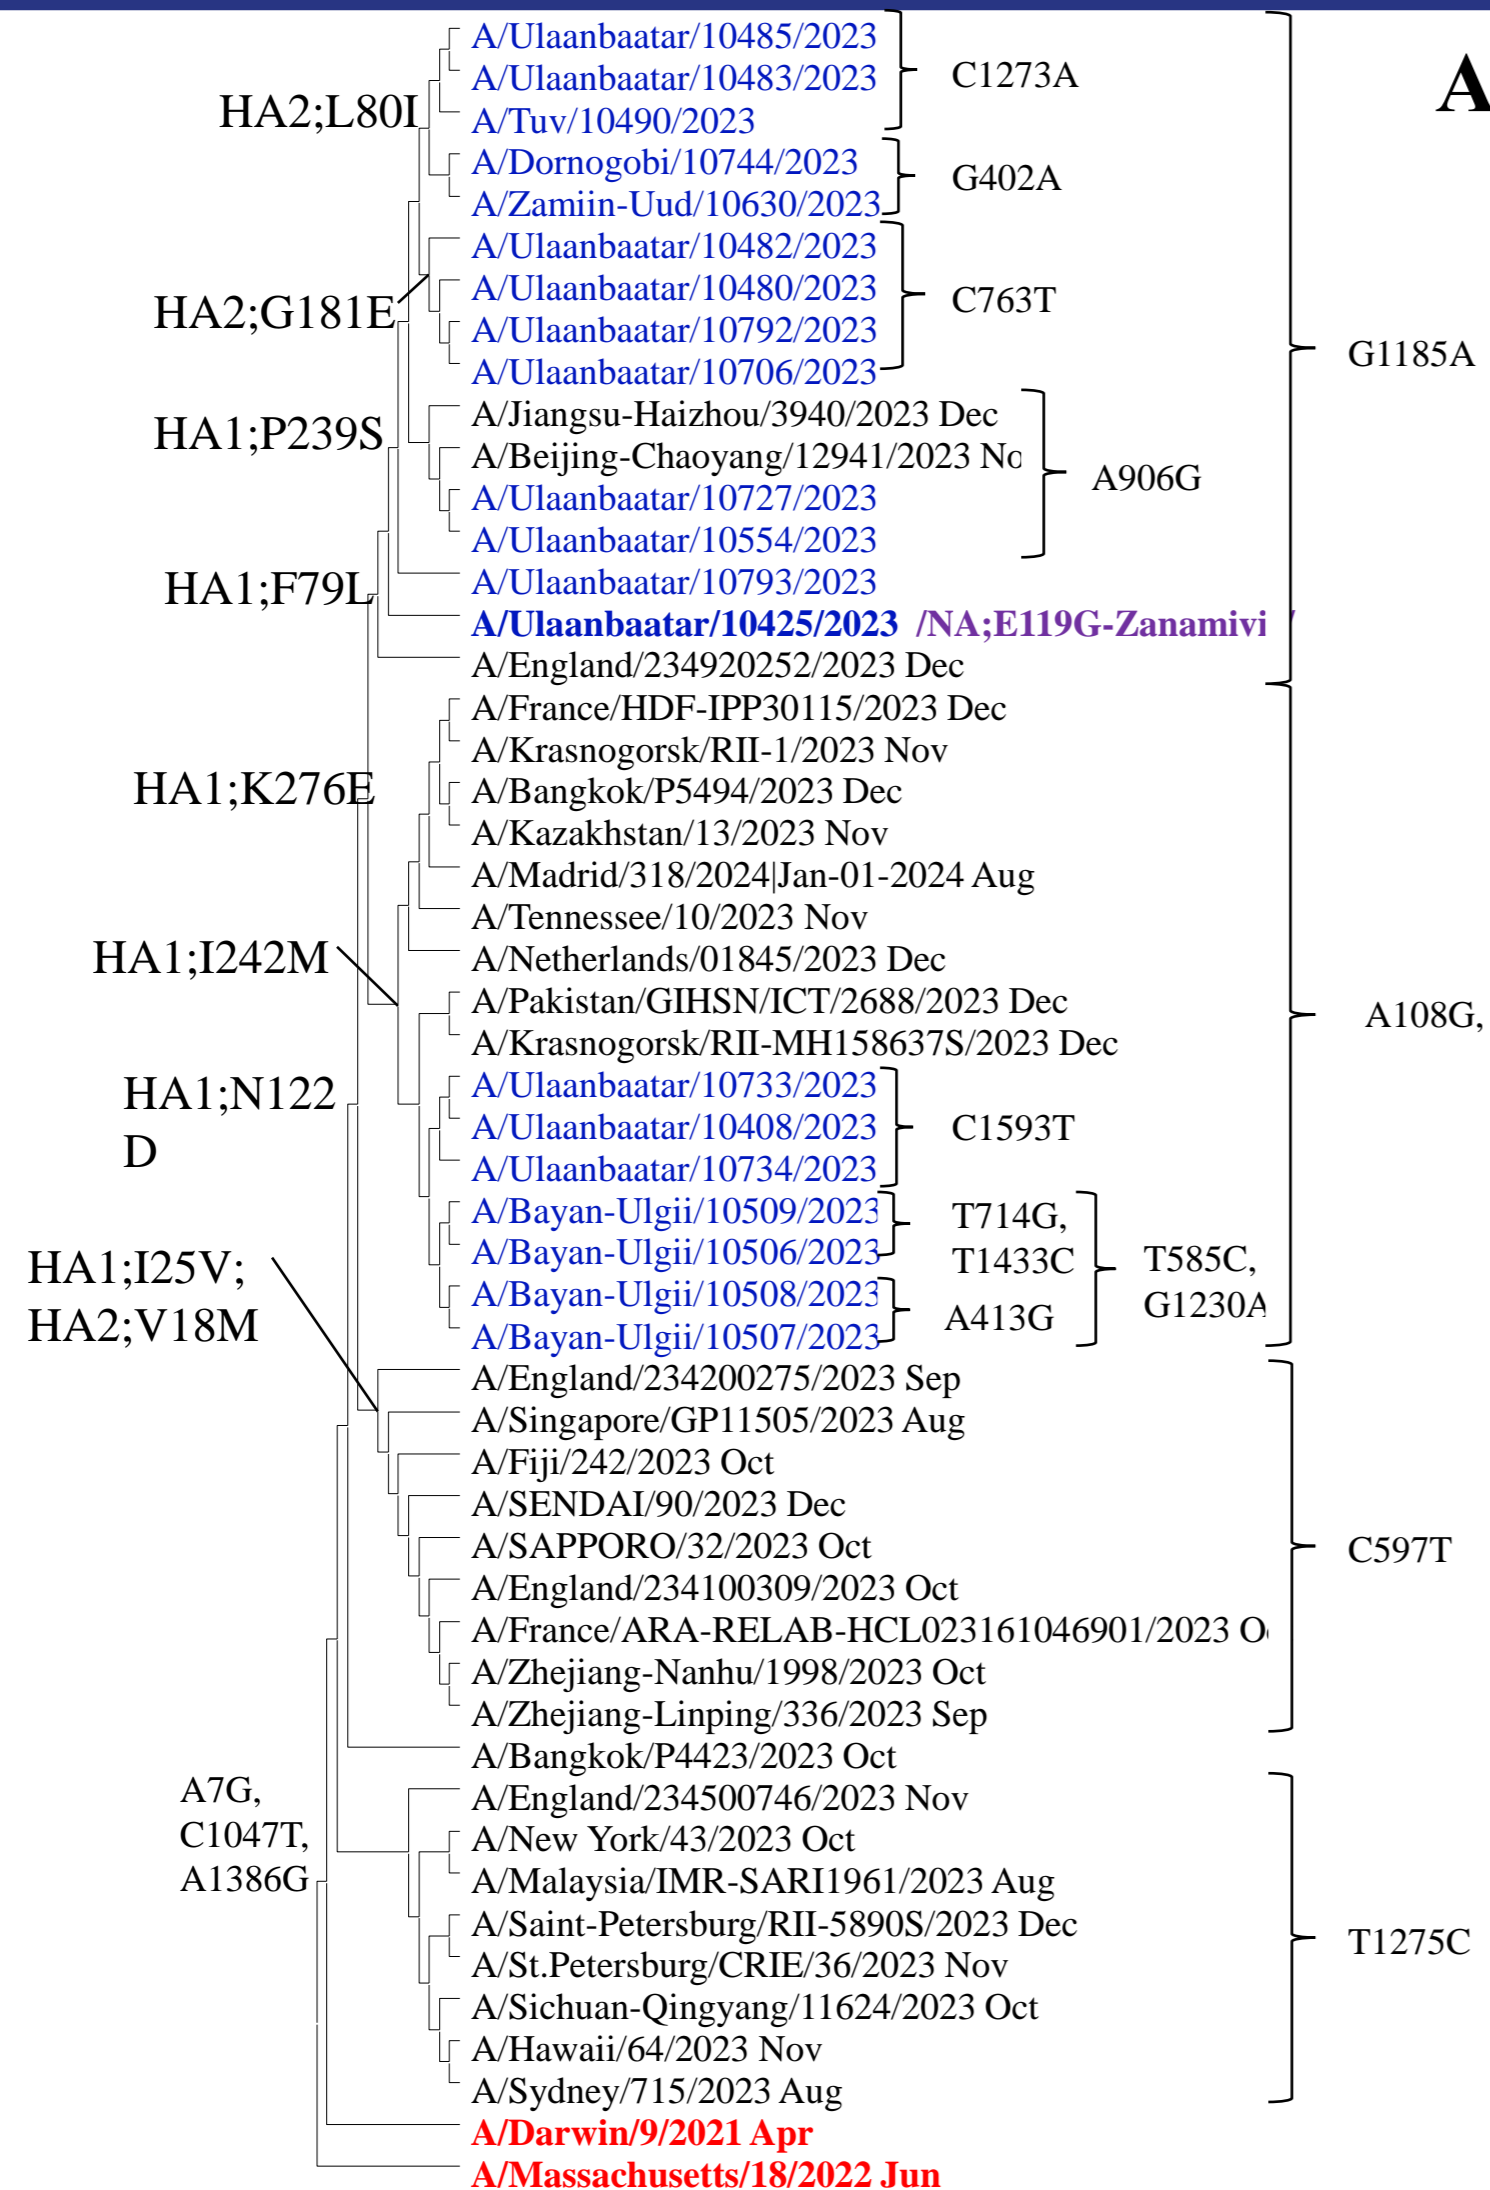 A/Ulaanbaatar/10485/2023
A/Ulaanbaatar/10483/2023
C1273A
A
HA2;L80I
A/Tuv/10490/2023
A/Dornogobi/10744/2023
G402A
A/Zamiin-Uud/10630/2023
A/Ulaanbaatar/10482/2023
A/Ulaanbaatar/10480/2023
C763T
HA2;G181E
A/Ulaanbaatar/10792/2023
A/Ulaanbaatar/10706/2023
G1185A
A/Jiangsu-Haizhou/3940/2023 Dec
HA1;P239S
A/Beijing-Chaoyang/12941/2023 No
A906G
A/Ulaanbaatar/10727/2023
A/Ulaanbaatar/10554/2023
A/Ulaanbaatar/10793/2023
HA1;F79L
A/Ulaanbaatar/10425/2023 /NA;E119G-Zanamivi /
A/England/234920252/2023 Dec
A/France/HDF-IPP30115/2023 Dec
A/Krasnogorsk/RII-1/2023 Nov
HA1;K276E
A/Bangkok/P5494/2023 Dec
A/Kazakhstan/13/2023 Nov
A/Madrid/318/2024|Jan-01-2024 Aug
A/Tennessee/10/2023 Nov
HA1;I242M
A/Netherlands/01845/2023 Dec
A/Pakistan/GIHSN/ICT/2688/2023 Dec
A108G,
A/Krasnogorsk/RII-MH158637S/2023 Dec
HA1;N122
D
A/Ulaanbaatar/10733/2023
A/Ulaanbaatar/10408/2023
C1593T
A/Ulaanbaatar/10734/2023
A/Bayan-Ulgii/10509/2023
T714G,
T1433C
A/Bayan-Ulgii/10506/2023
T585C,
G1230A
HA1;I25V;
HA2;V18M
A/Bayan-Ulgii/10508/2023
A413G
A/Bayan-Ulgii/10507/2023
A/England/234200275/2023 Sep
A/Singapore/GP11505/2023 Aug
A/Fiji/242/2023 Oct
A/SENDAI/90/2023 Dec
A/SAPPORO/32/2023 Oct
C597T
A/England/234100309/2023 Oct
A/France/ARA-RELAB-HCL023161046901/2023 O
A/Zhejiang-Nanhu/1998/2023 Oct
A/Zhejiang-Linping/336/2023 Sep
A/Bangkok/P4423/2023 Oct
A7G,
C1047T,
A1386G
A/England/234500746/2023 Nov
A/New York/43/2023 Oct
A/Malaysia/IMR-SARI1961/2023 Aug
A/Saint-Petersburg/RII-5890S/2023 Dec
T1275C
A/St.Petersburg/CRIE/36/2023 Nov
A/Sichuan-Qingyang/11624/2023 Oct
A/Hawaii/64/2023 Nov
A/Sydney/715/2023 Aug
A/Darwin/9/2021 Apr
A/Massachusetts/18/2022 Jun